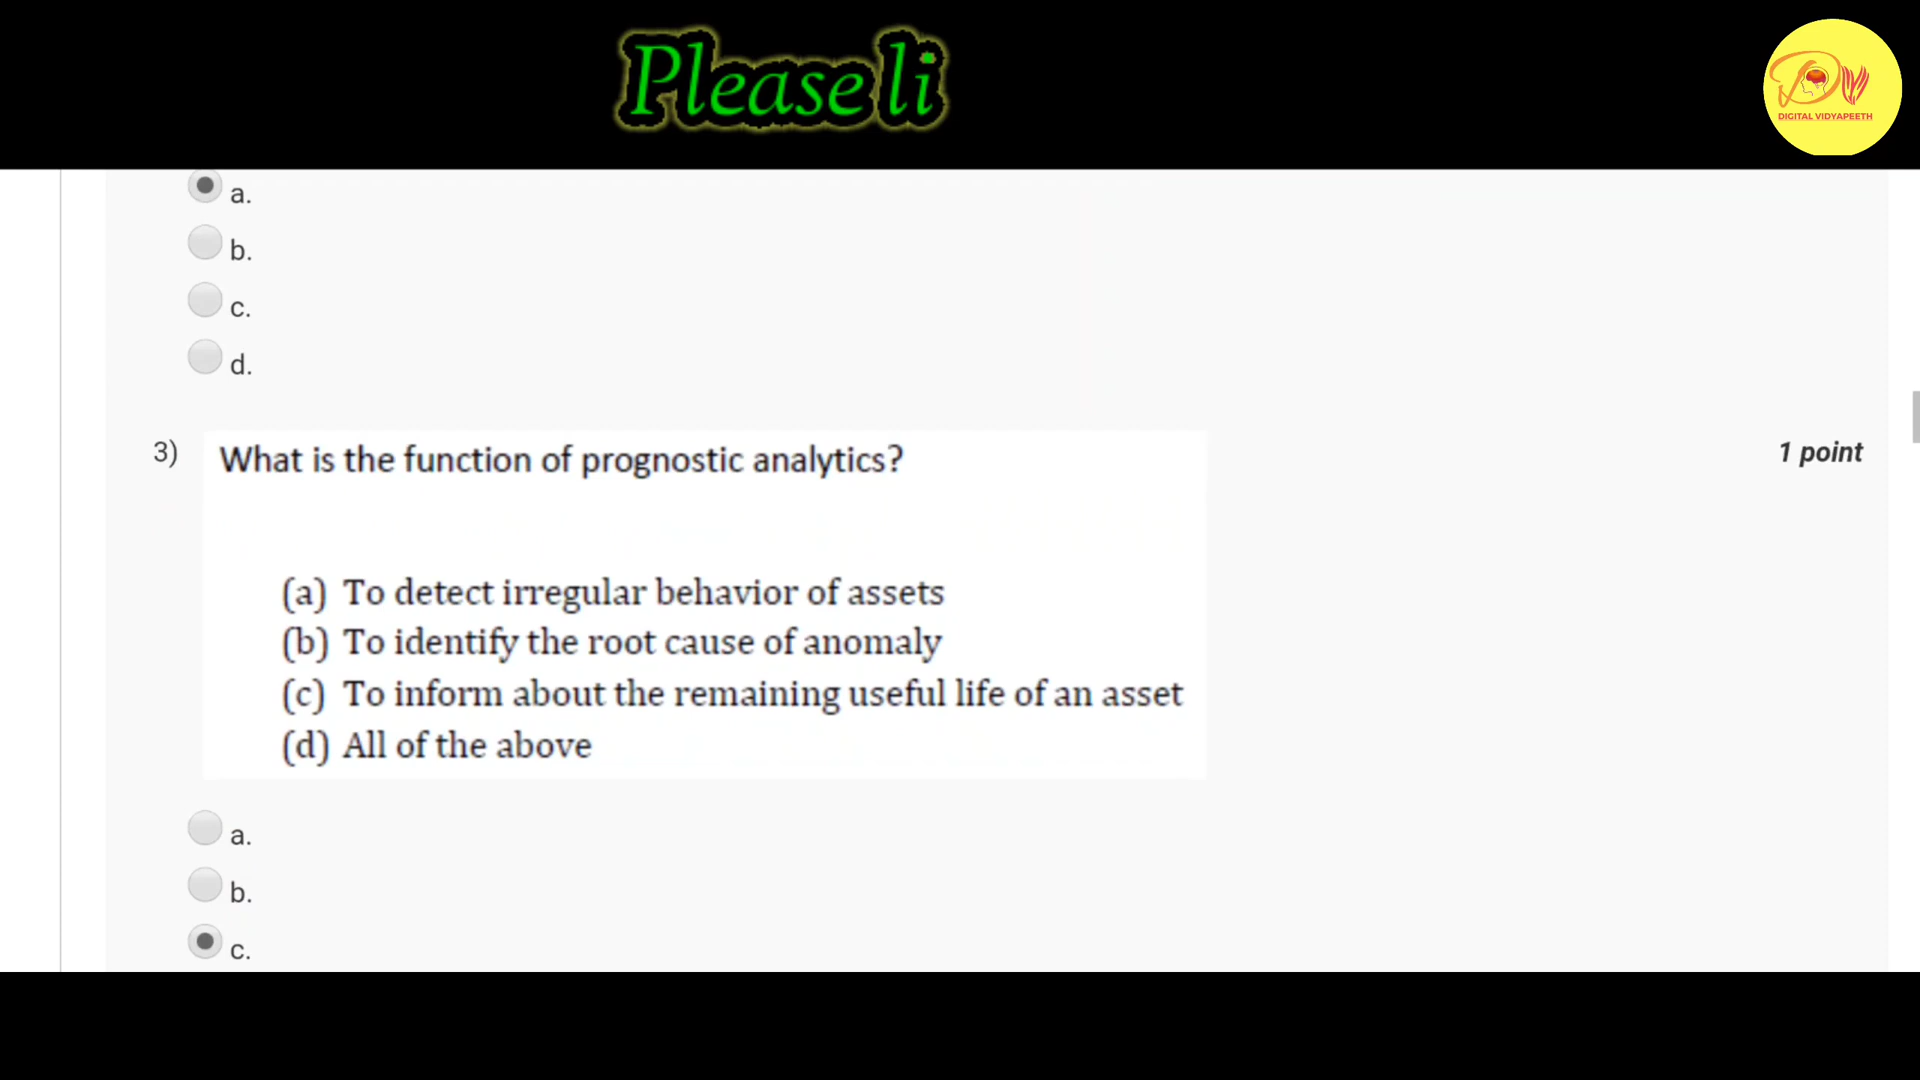 Please li
DIGITAL VIDYAPEETH
a.
b.
c.
d.
3) What is the function of prognostic analytics? 1 point
(a) To detect irregular behavior of assets
(b) To identify the root cause of anomaly
(c) To inform about the remaining useful life of an asset
(d) All of the above
a.
b.
c.